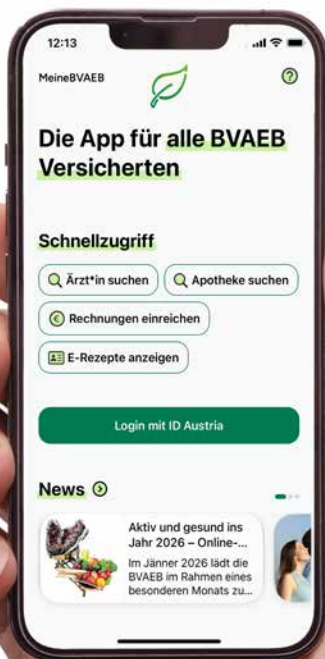 12:13
MeineBVAEB
Die App für alle BVAEB
Versicherten
Schnellzugriff
Ärzt*in suchen
Apotheke suchen
Rechnungen einreichen
E-Rezepte anzeigen
Login mit ID Austria
News
Aktiv und gesund ins
Jahr 2026 – Online-...
Im Jänner 2026 lädt die
BVAEB im Rahmen eines
besonderen Monats zu...